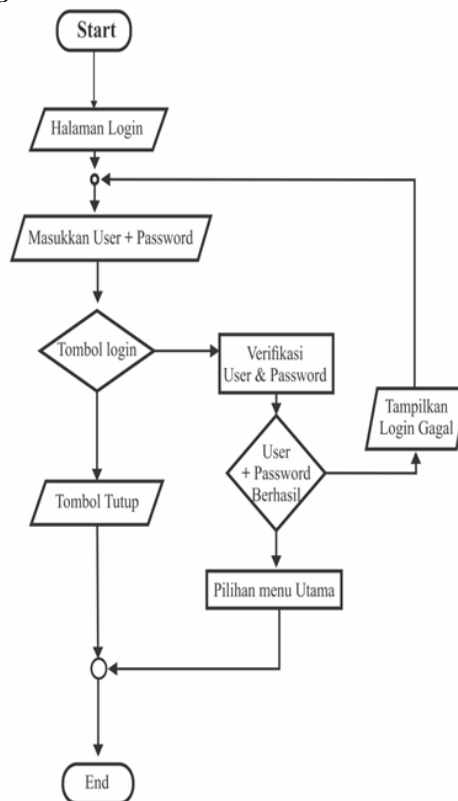 Start
Halaman Login
Masukkan User + Password
Tombol login
Verifikasi
User & Password
Tampilkan
Login Gagal
User
+ Password
Berhasil
Tombol Tutup
Pilihan menu Utama
End